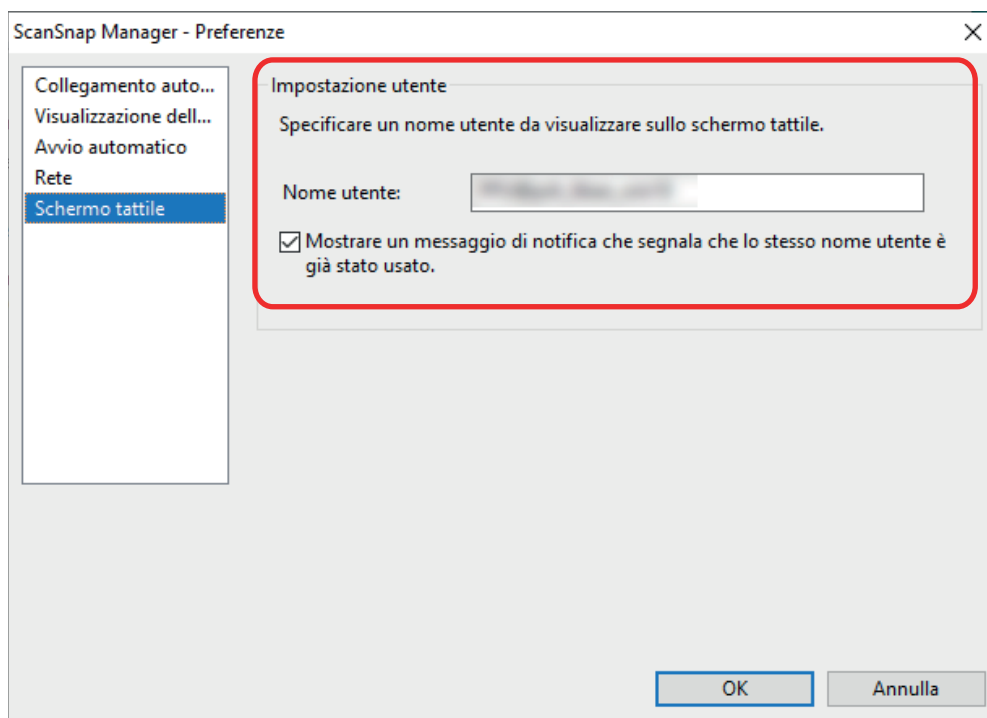 ScanSnap Manager - Preferenze
Collegamento auto...
Visualizzazione dell...
Avvio automatico
Rete
Schermo tattile
Impostazione utente
Specificare un nome utente da visualizzare sullo schermo tattile.
Nome utente:
Mostrare un messaggio di notifica che segnala che lo stesso nome utente è
già stato usato.
OK
Annulla